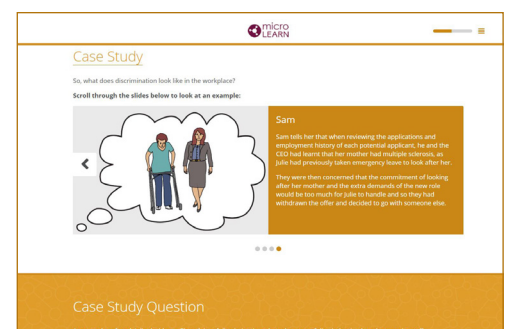 micro
LEARN
Case Study
So, what does discrimination look like in the workplace?
Scroll through the slides below to look at an example:
Sam
Sam tells her that when reviewing the applications and
employment history of each potential applicant, he and the
CEO had learnt that her mother had multiple sclerosis, as
Julie had previously taken emergency leave to look after her.
They were then concerned that the commitment of looking
after her mother and the extra demands of the new role
would be too much for Julie to handle and so they had
withdrawn the offer and decided to go with someone else.
Case Study Question